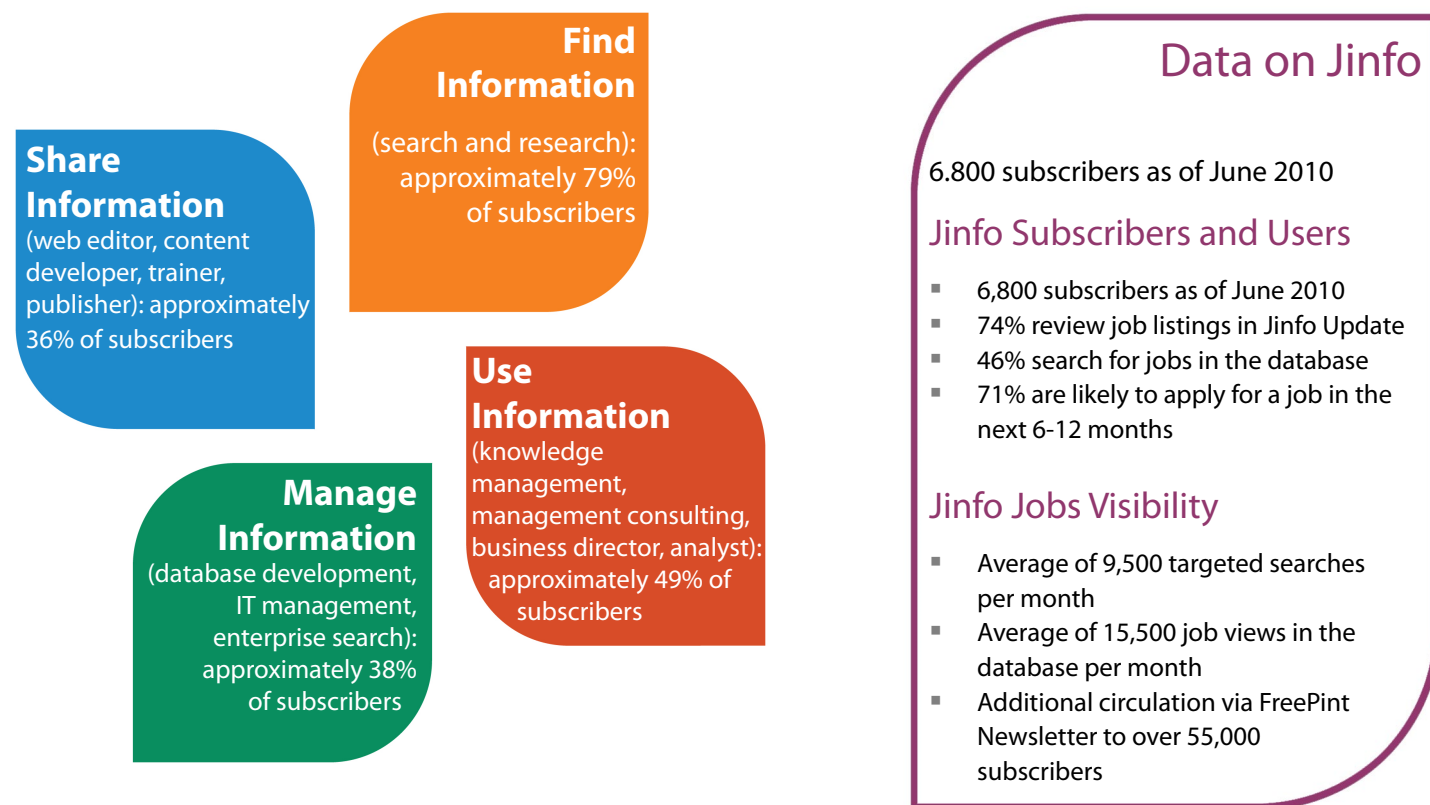 Find
Information
(search and research):
approximately 79%
of subscribers
Share
Information
(web editor, content
developer, trainer,
publisher): approximately
36% of subscribers
Use
Information
(knowledge
management,
management consulting,
business director, analyst):
approximately 49% of
subscribers
Manage
Information
(database development,
IT management,
enterprise search):
approximately 38%
of subscribers
Data on Jinfo
6.800 subscribers as of June 2010
Jinfo Subscribers and Users
▪ 6,800 subscribers as of June 2010
▪ 74% review job listings in Jinfo Update
▪ 46% search for jobs in the database
▪ 71% are likely to apply for a job in the
next 6-12 months
Jinfo Jobs Visibility
▪ Average of 9,500 targeted searches
per month
▪ Average of 15,500 job views in the
database per month
▪ Additional circulation via FreePint
Newsletter to over 55,000
subscribers